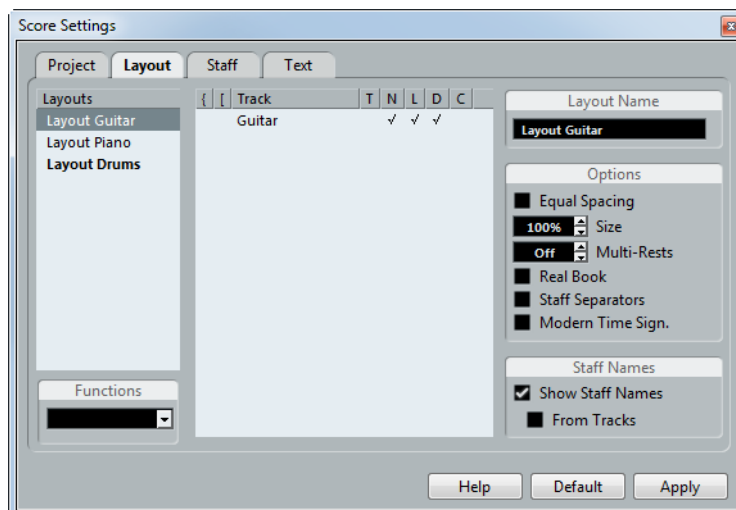 Score Settings
Project Layout Staff Text
Layouts
Layout Guitar
Layout Piano
Layout Drums
Functions
{ [ Track T N L D C
Guitar √ √ √
Layout Name
Layout Guitar
Options
Equal Spacing
100% Size
Off Multi-Rests
Real Book
Staff Separators
Modern Time Sign.
Staff Names
Show Staff Names
From Tracks
Help Default Apply